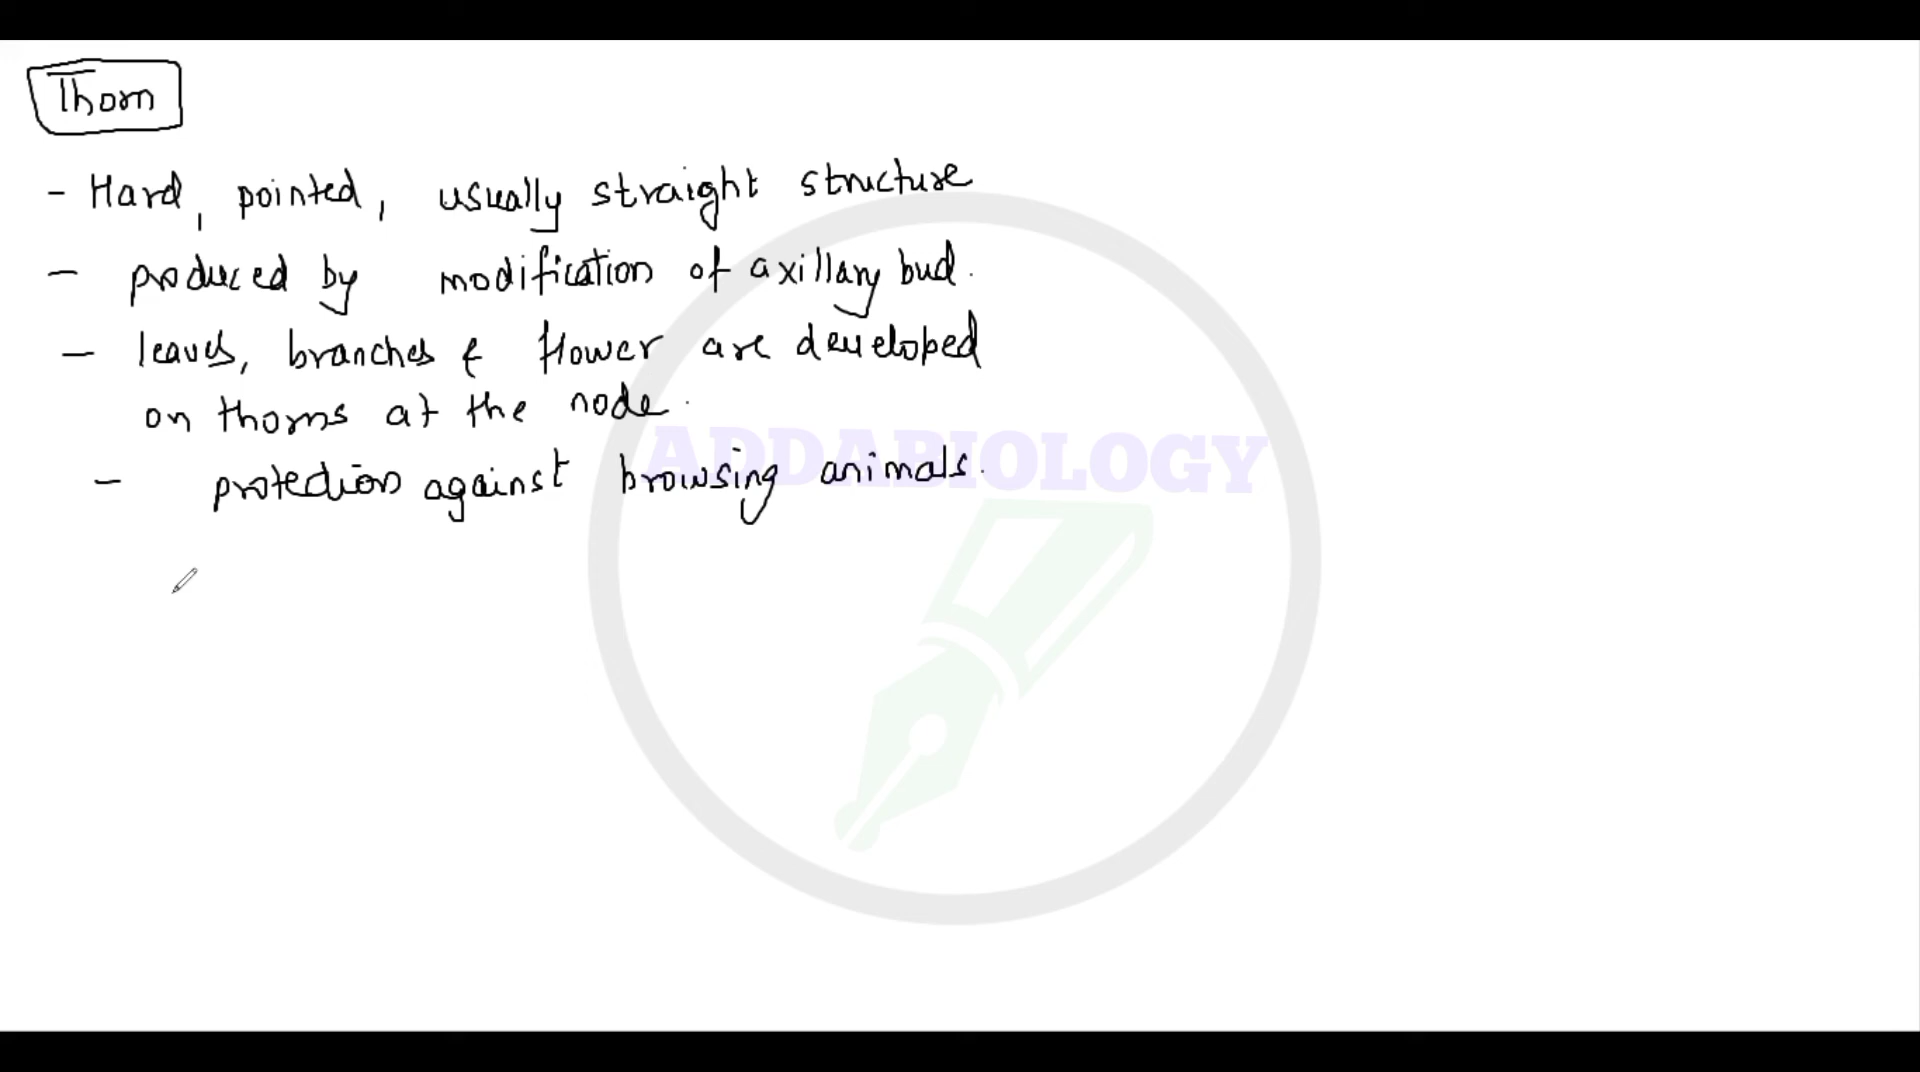 Thorn
- Hard, pointed, usually straight structure
- produced by modification of axillary bud.
- leaves, branches & flower are developed
on thorns at the node.
ADDABIOLOGY
- protection against browsing animals.